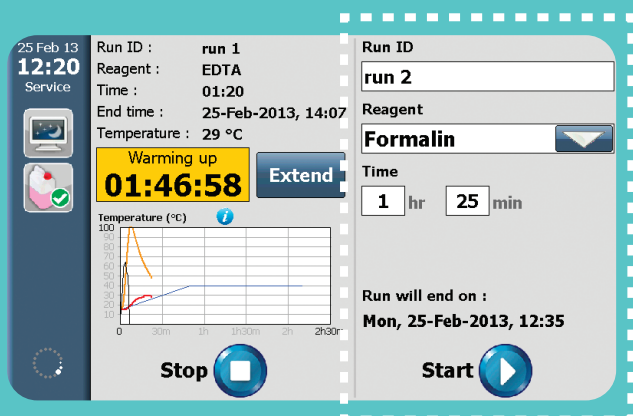 25 Feb 13
12:20
Service
Run ID : run 1
Reagent : EDTA
Time : 01:20
End time : 25-Feb-2013, 14:07
Temperature : 29 °C
Warming up
01:46:58
Extend
Temperature (°C)
100
90
80
70
60
50
40
30
20
10
0 30m 1h 1h30m 2h 2h30m
Stop
Run ID
run 2
Reagent
Formalin
Time
1 hr 25 min
Run will end on :
Mon, 25-Feb-2013, 12:35
Start